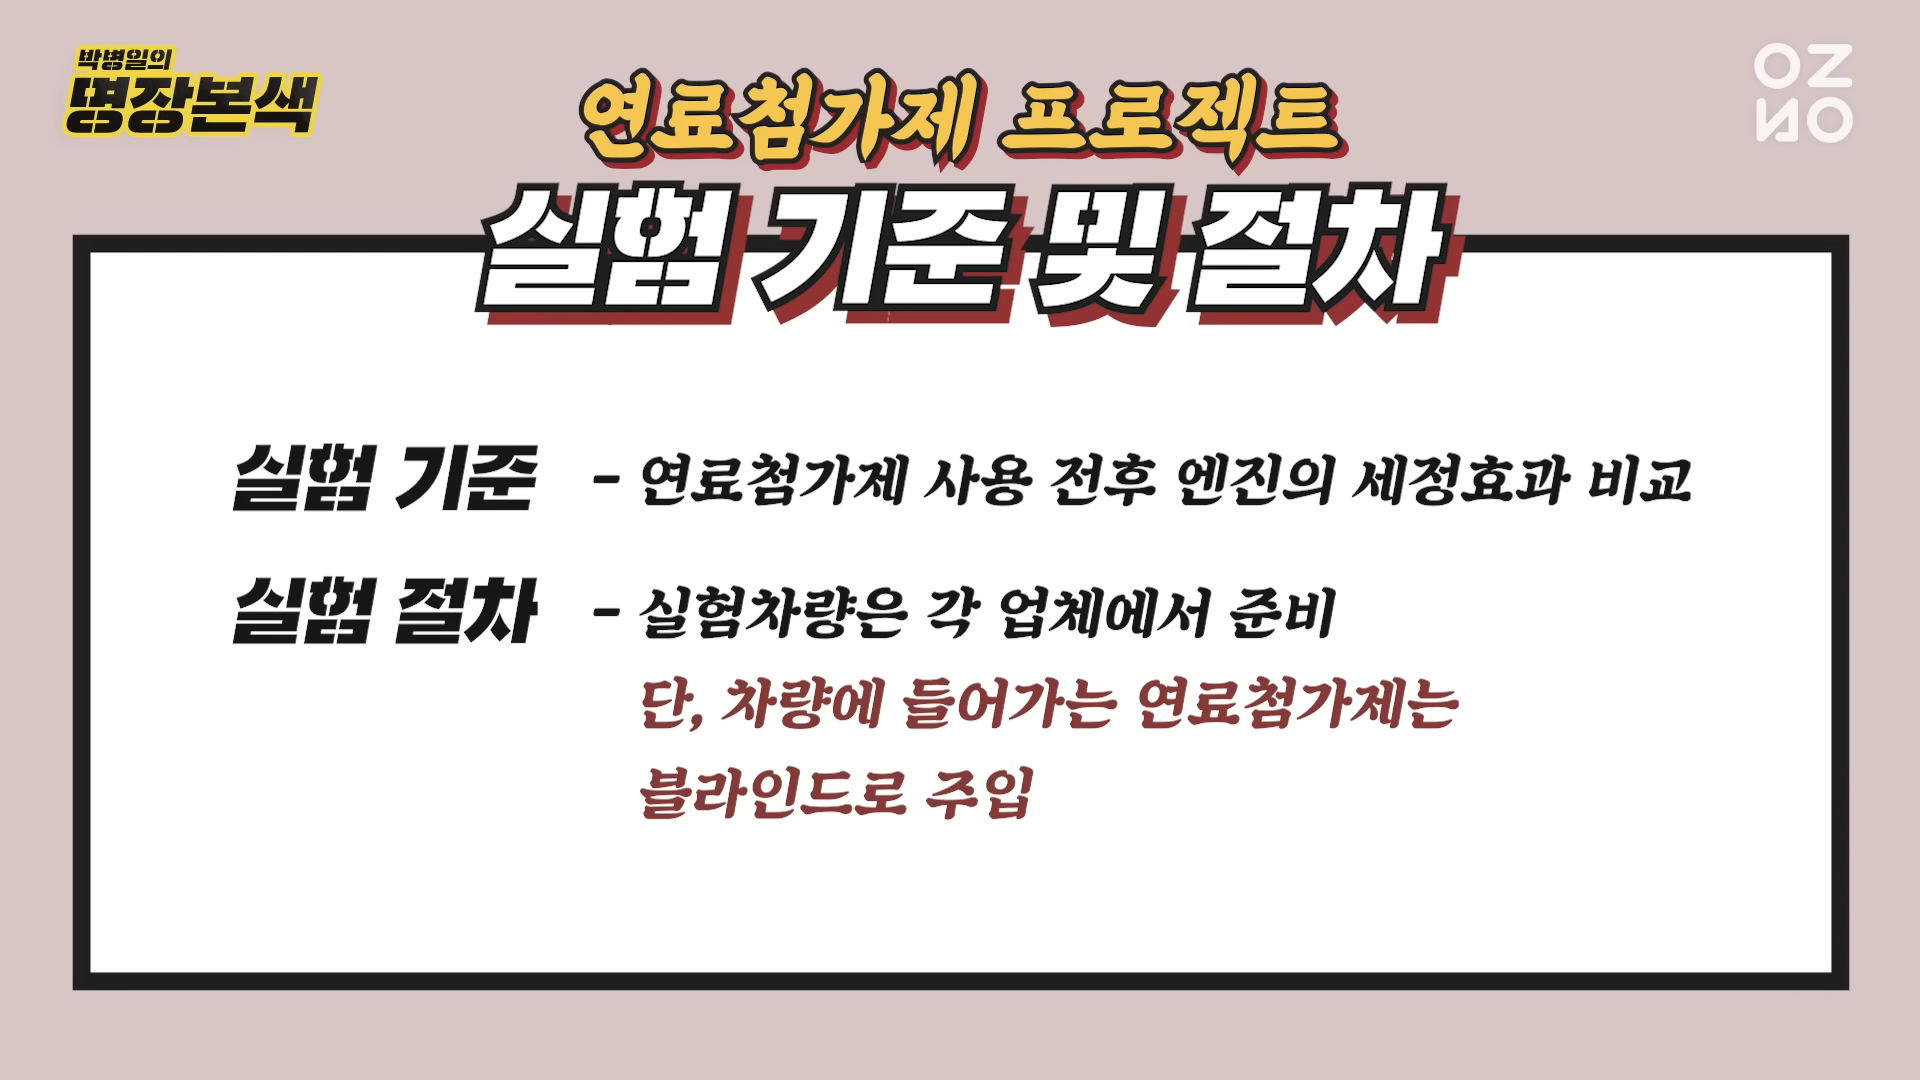 박병일의
명장본색
OZ
NO
연료첨가제 프로젝트
실험 기준 및 절차
실험 기준 - 연료첨가제 사용 전후 엔진의 세정효과 비교
실험 절차 - 실험차량은 각 업체에서 준비
단, 차량에 들어가는 연료첨가제는
블라인드로 주입